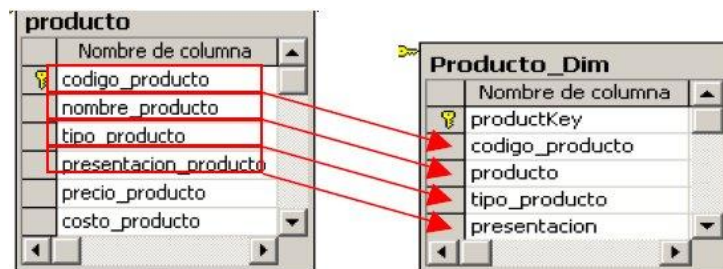 producto
Nombre de columna
codigo_producto
nombre_producto
tipo_producto
presentacion_producto
precio_producto
costo_producto
Producto_Dim
Nombre de columna
productKey
codigo_producto
producto
tipo_producto
presentacion